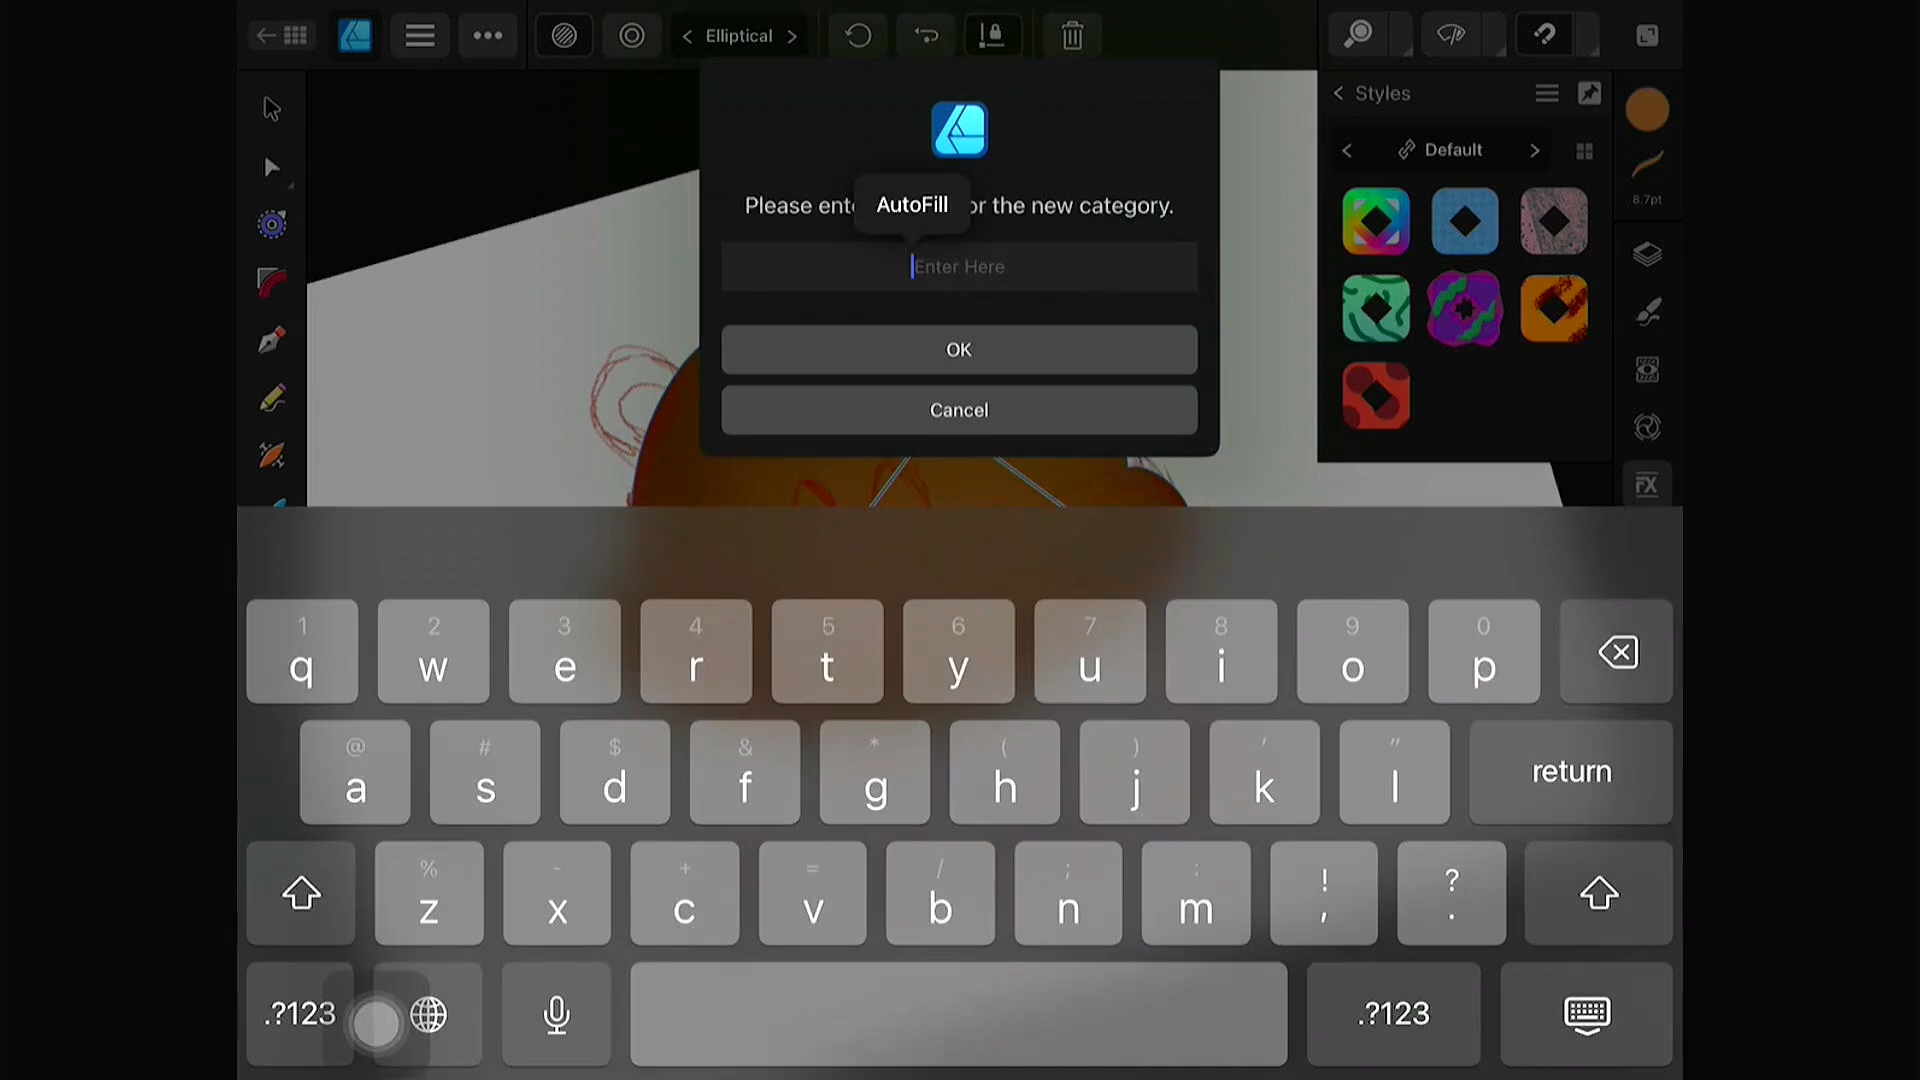 Elliptical
Styles
Default
8.7pt
Please ente
AutoFill
or the new category.
Enter Here
OK
Cancel
FX
1 2 3 4 5 6 7 8 9 0
q w e r t y u i o p
@ # $ & * ( ) ' "
a s d f g h j k l return
% - + = / ; : ! ?
z x c v b n m , .
.?123 .?123